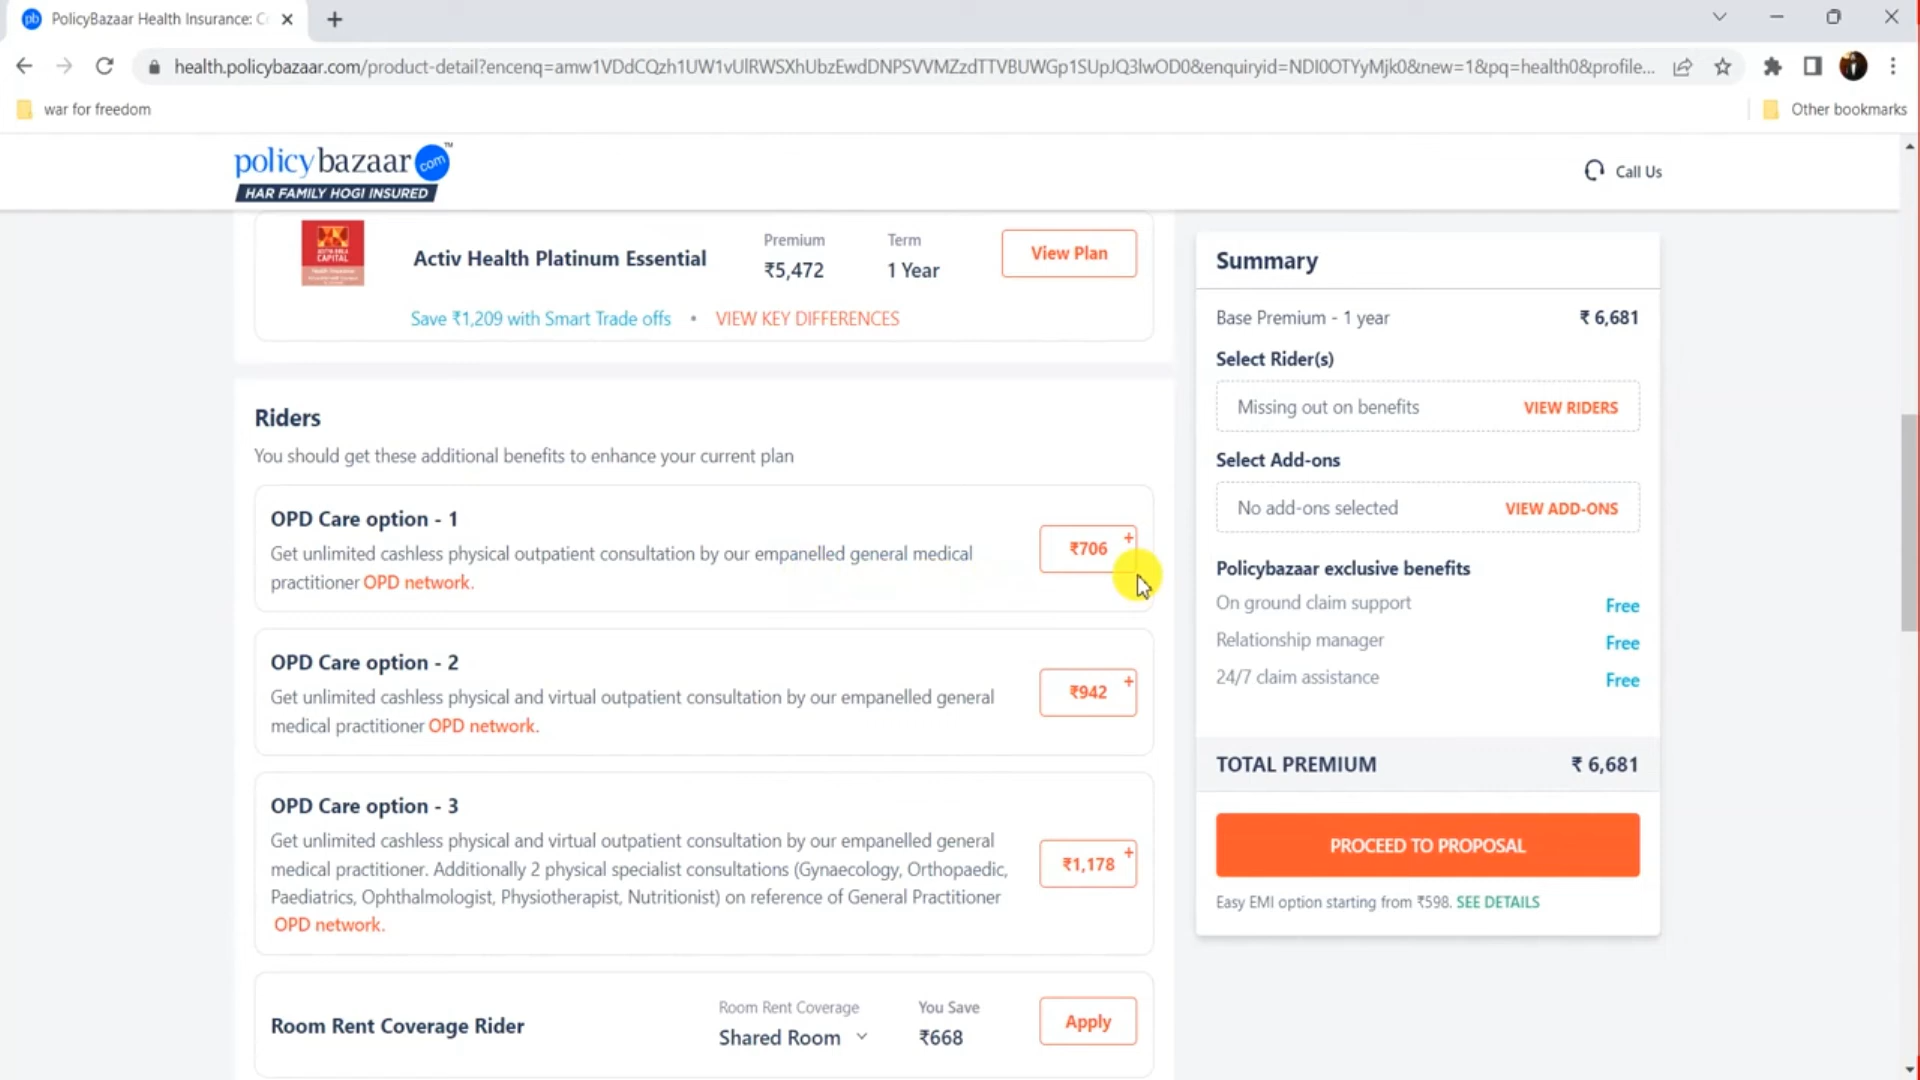 PolicyBazaar Health Insurance: C
health.policybazaar.com/product-detail?encenq=amw1VDdCQzh1UW1vUlRWSXhUbzEwdDNPSVVMZzdTTVBUWGp1SUpJQ3lwOD0&enquiryid=NDI0OTYyMjk0&new=1&pq=health0&profile...
war for freedom
Other bookmarks
policybazaar com TM
HAR FAMILY HOGI INSURED
Call Us
ADITYA BIRLA
CAPITAL
Health Insurance
Activ Health Platinum Essential
Premium
₹5,472
Term
1 Year
View Plan
Save ₹1,209 with Smart Trade offs • VIEW KEY DIFFERENCES
Riders
You should get these additional benefits to enhance your current plan
OPD Care option - 1
Get unlimited cashless physical outpatient consultation by our empanelled general medical
practitioner OPD network.
₹706 +
OPD Care option - 2
Get unlimited cashless physical and virtual outpatient consultation by our empanelled general
medical practitioner OPD network.
₹942 +
OPD Care option - 3
Get unlimited cashless physical and virtual outpatient consultation by our empanelled general
medical practitioner. Additionally 2 physical specialist consultations (Gynaecology, Orthopaedic,
Paediatrics, Ophthalmologist, Physiotherapist, Nutritionist) on reference of General Practitioner
OPD network.
₹1,178 +
Room Rent Coverage Rider
Room Rent Coverage
Shared Room
You Save
₹668
Apply
Summary
Base Premium - 1 year ₹ 6,681
Select Rider(s)
Missing out on benefits VIEW RIDERS
Select Add-ons
No add-ons selected VIEW ADD-ONS
Policybazaar exclusive benefits
On ground claim support Free
Relationship manager Free
24/7 claim assistance Free
TOTAL PREMIUM ₹ 6,681
PROCEED TO PROPOSAL
Easy EMI option starting from ₹598. SEE DETAILS